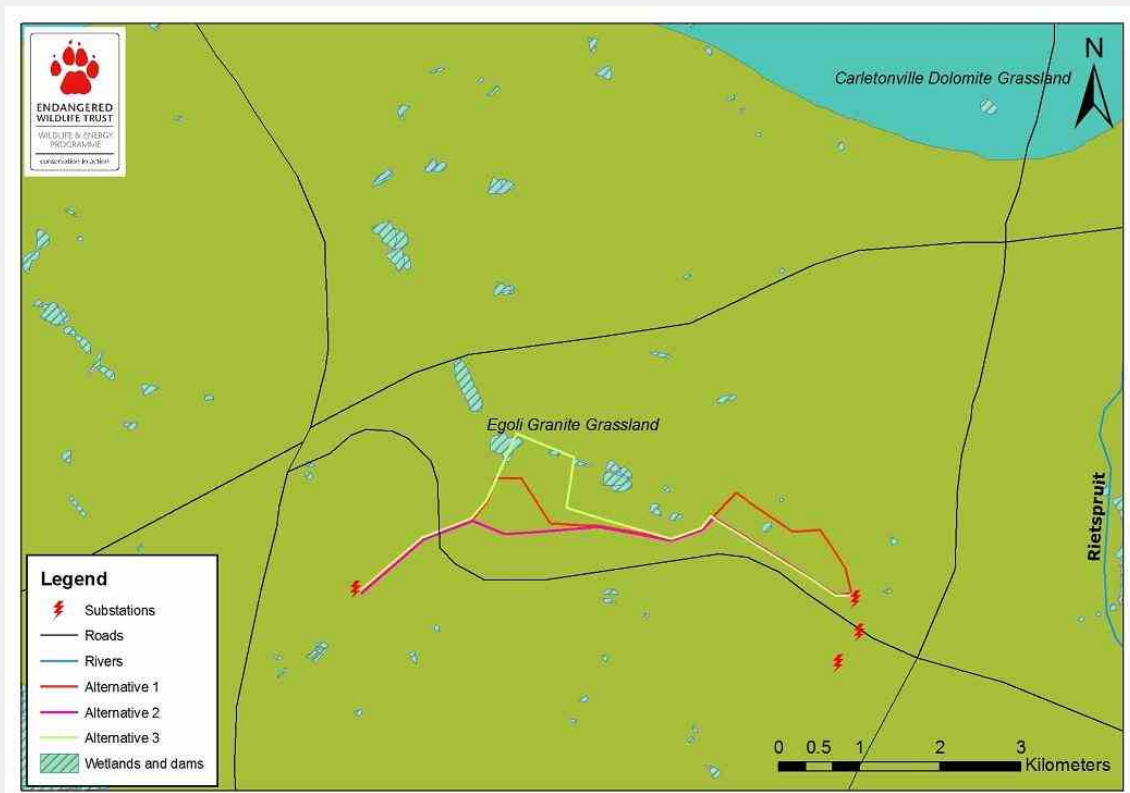 ENDANGERED
WILDLIFE TRUST
WILDLIFE & ENERGY
PROGRAMME
conservation in action
Carletonville Dolomite Grassland
N
Egoli Granite Grassland
Rietspruit
Legend
Substations
Roads
Rivers
Alternative 1
Alternative 2
Alternative 3
Wetlands and dams
0 0.5 1 2 3
Kilometers